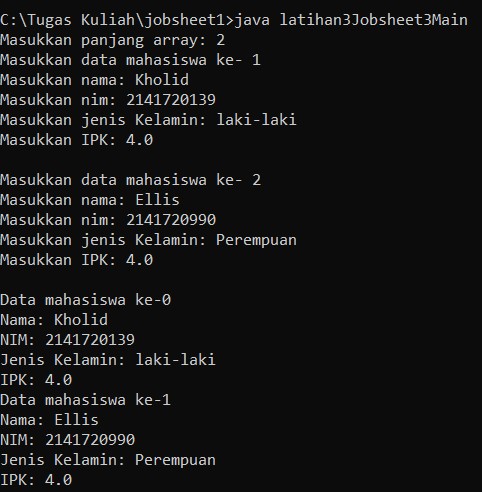 C:\Tugas Kuliah\jobsheet1>java latihan3Jobsheet3Main
Masukkan panjang array: 2
Masukkan data mahasiswa ke- 1
Masukkan nama: Kholid
Masukkan nim: 2141720139
Masukkan jenis Kelamin: laki-laki
Masukkan IPK: 4.0

Masukkan data mahasiswa ke- 2
Masukkan nama: Ellis
Masukkan nim: 2141720990
Masukkan jenis Kelamin: Perempuan
Masukkan IPK: 4.0

Data mahasiswa ke-0
Nama: Kholid
NIM: 2141720139
Jenis Kelamin: laki-laki
IPK: 4.0
Data mahasiswa ke-1
Nama: Ellis
NIM: 2141720990
Jenis Kelamin: Perempuan
IPK: 4.0